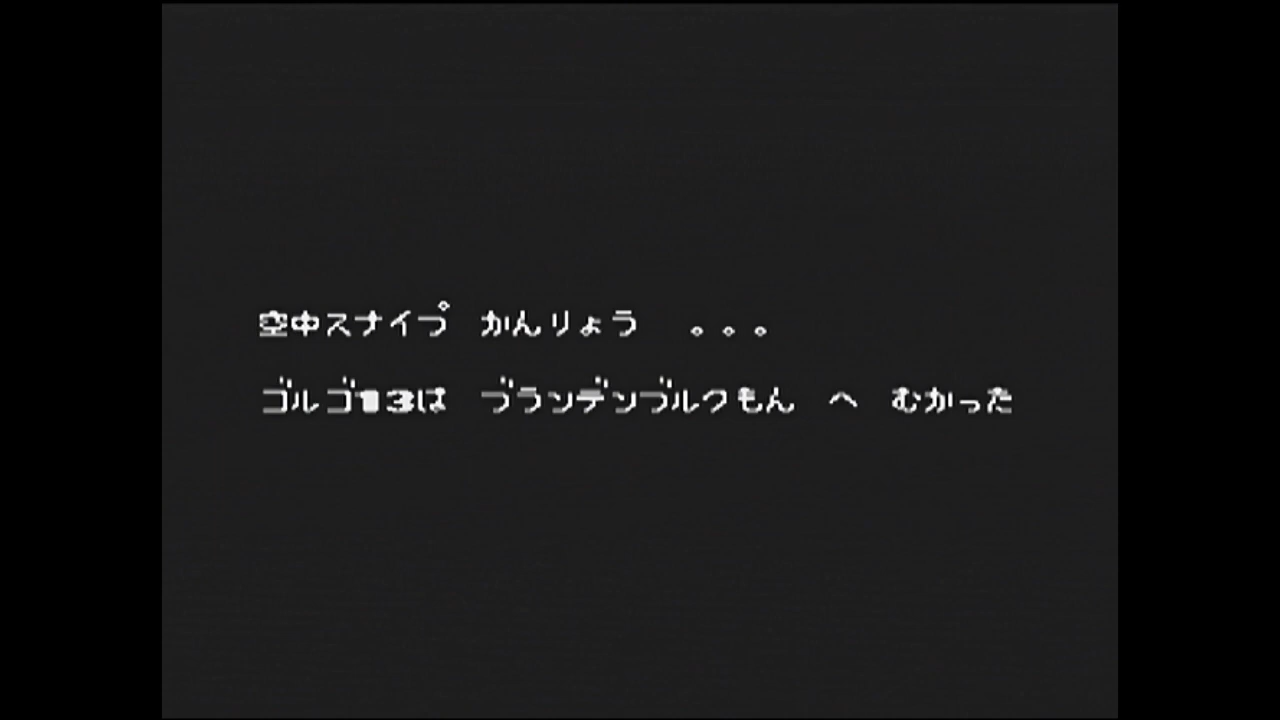 空中スナイプ かんりょう 。。。
ゴルゴ13は ブランデンブルクもん へ むかった